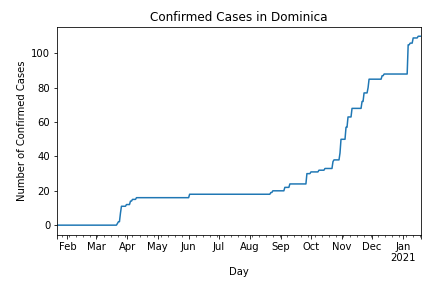 Confirmed Cases in Dominica
Number of Confirmed Cases
100
80
60
40
20
0
Feb Mar Apr May Jun Jul Aug Sep Oct Nov Dec Jan
2021
Day